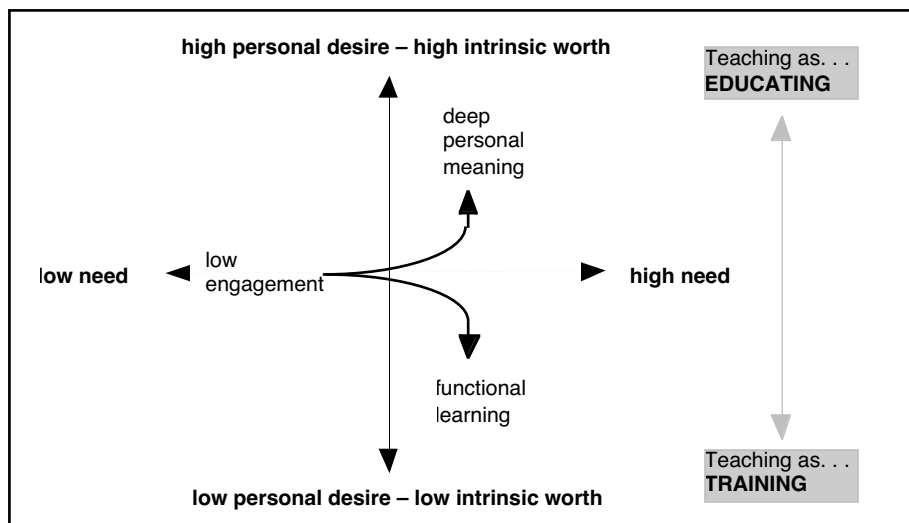 high personal desire – high intrinsic worth
Teaching as. . .
EDUCATING
deep
personal
meaning
low need
low
engagement
high need
functional
learning
Teaching as. . .
TRAINING
low personal desire – low intrinsic worth